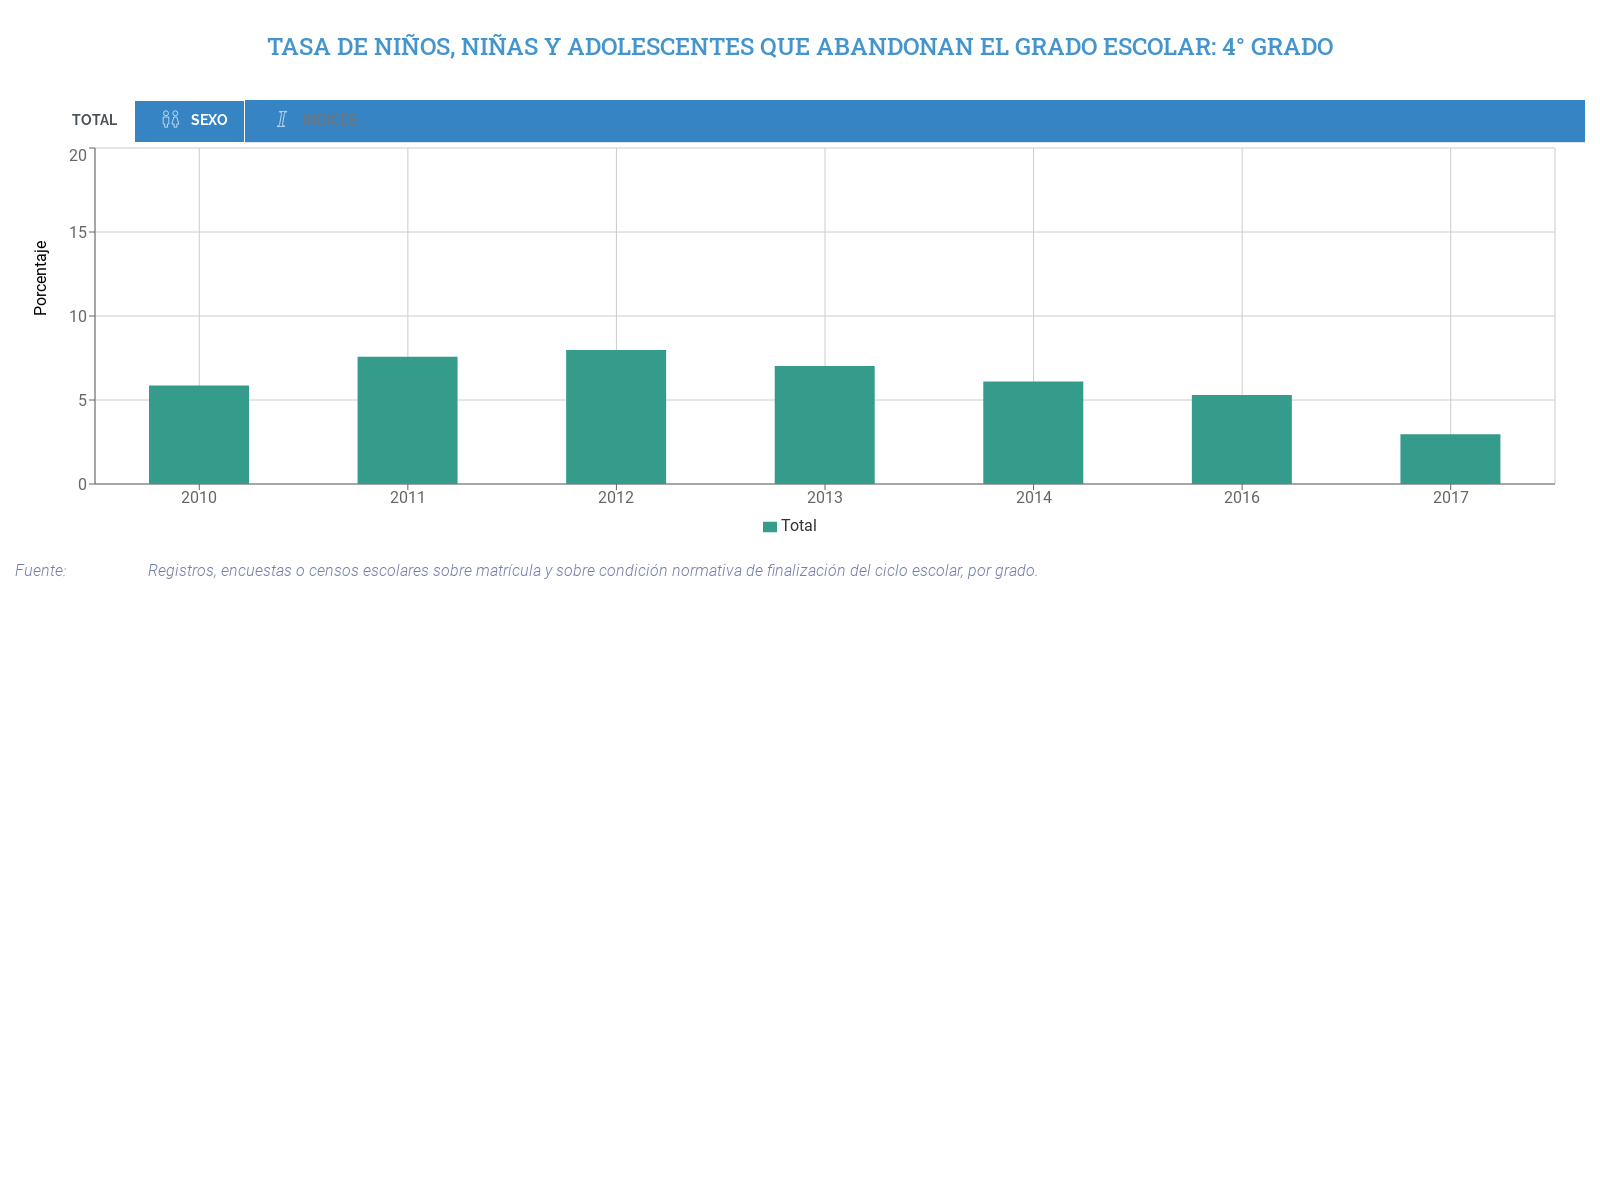 TASA DE NIÑOS, NIÑAS Y ADOLESCENTES QUE ABANDONAN EL GRADO ESCOLAR: 4° GRADO
TOTAL SEXO INDICES
20
15
10
5
0
Porcentaje
2010 2011 2012 2013 2014 2016 2017
Total
Fuente: Registros, encuestas o censos escolares sobre matrícula y sobre condición normativa de finalización del ciclo escolar, por grado.